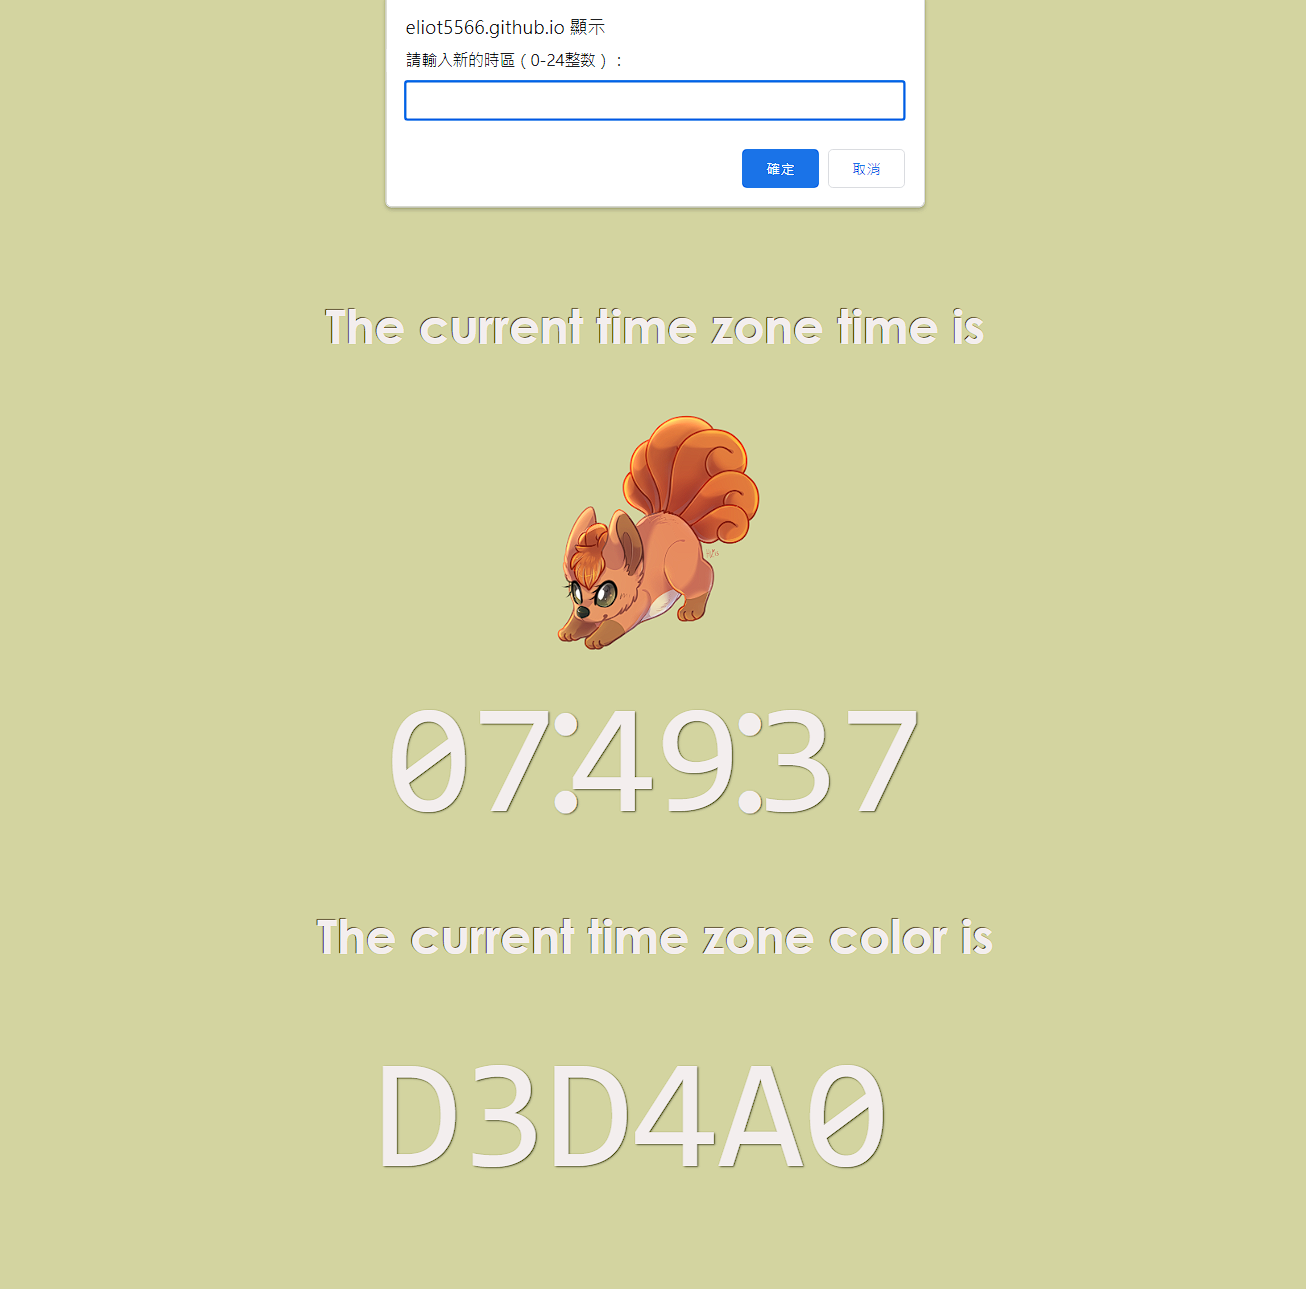 eliot5566.github.io 顯示
請輸入新的時區（0-24整数）：
確定
取消
The current time zone time is
07:49:37
The current time zone color is
D3D4A0